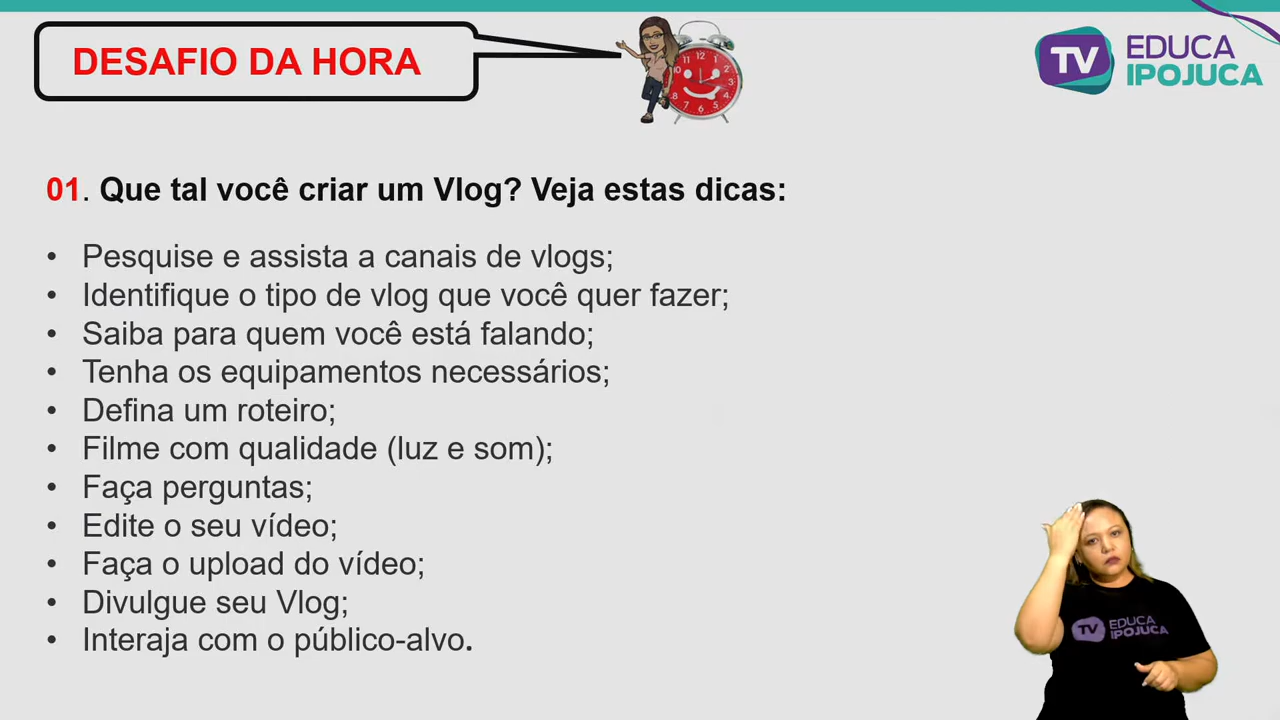 DESAFIO DA HORA
TV EDUCA
IPOJUCA
01. Que tal você criar um Vlog? Veja estas dicas:
• Pesquise e assista a canais de vlogs;
• Identifique o tipo de vlog que você quer fazer;
• Saiba para quem você está falando;
• Tenha os equipamentos necessários;
• Defina um roteiro;
• Filme com qualidade (luz e som);
• Faça perguntas;
• Edite o seu vídeo;
• Faça o upload do vídeo;
• Divulgue seu Vlog;
• Interaja com o público-alvo.
TV EDUCA
IPOJUCA